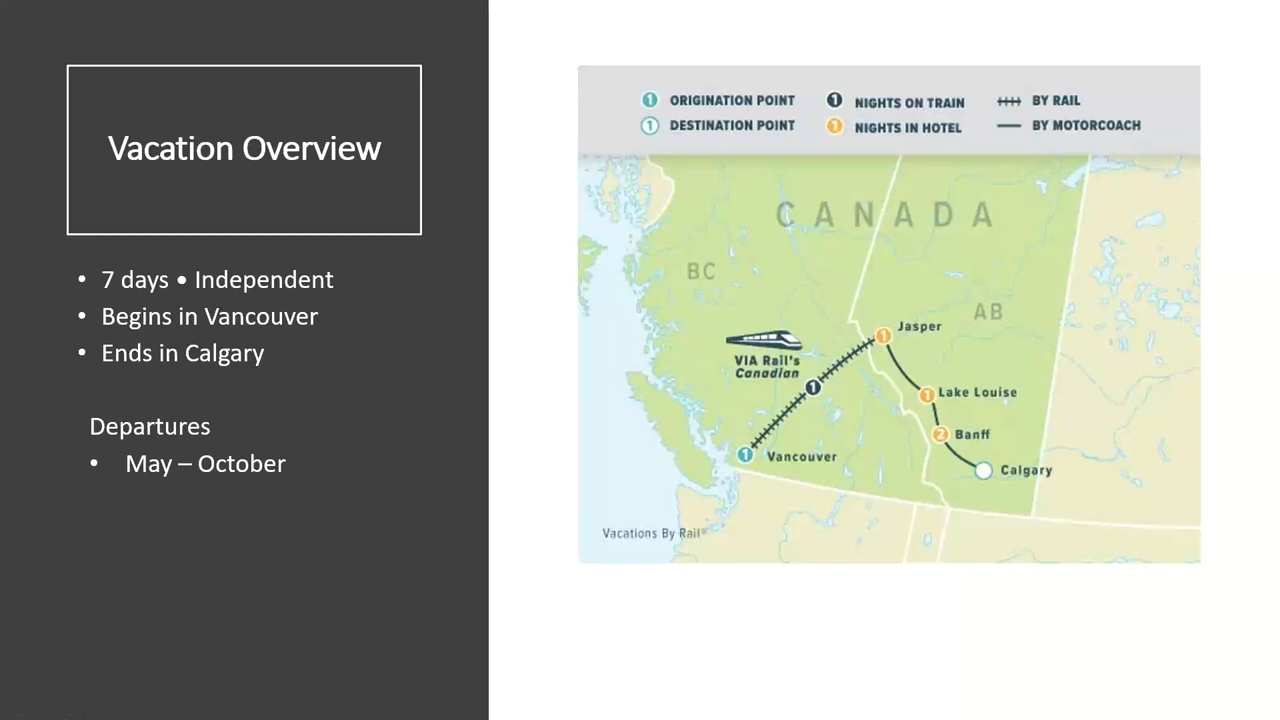 Vacation Overview
• 7 days • Independent
• Begins in Vancouver
• Ends in Calgary
Departures
• May – October
1 ORIGINATION POINT
1 DESTINATION POINT
1 NIGHTS ON TRAIN
1 NIGHTS IN HOTEL
BY RAIL
BY MOTORCOACH
CANADA
BC
AB
1 Jasper
VIA Rail's
Canadian
1
1 Lake Louise
2 Banff
1 Vancouver
Calgary
Vacations By Rail®